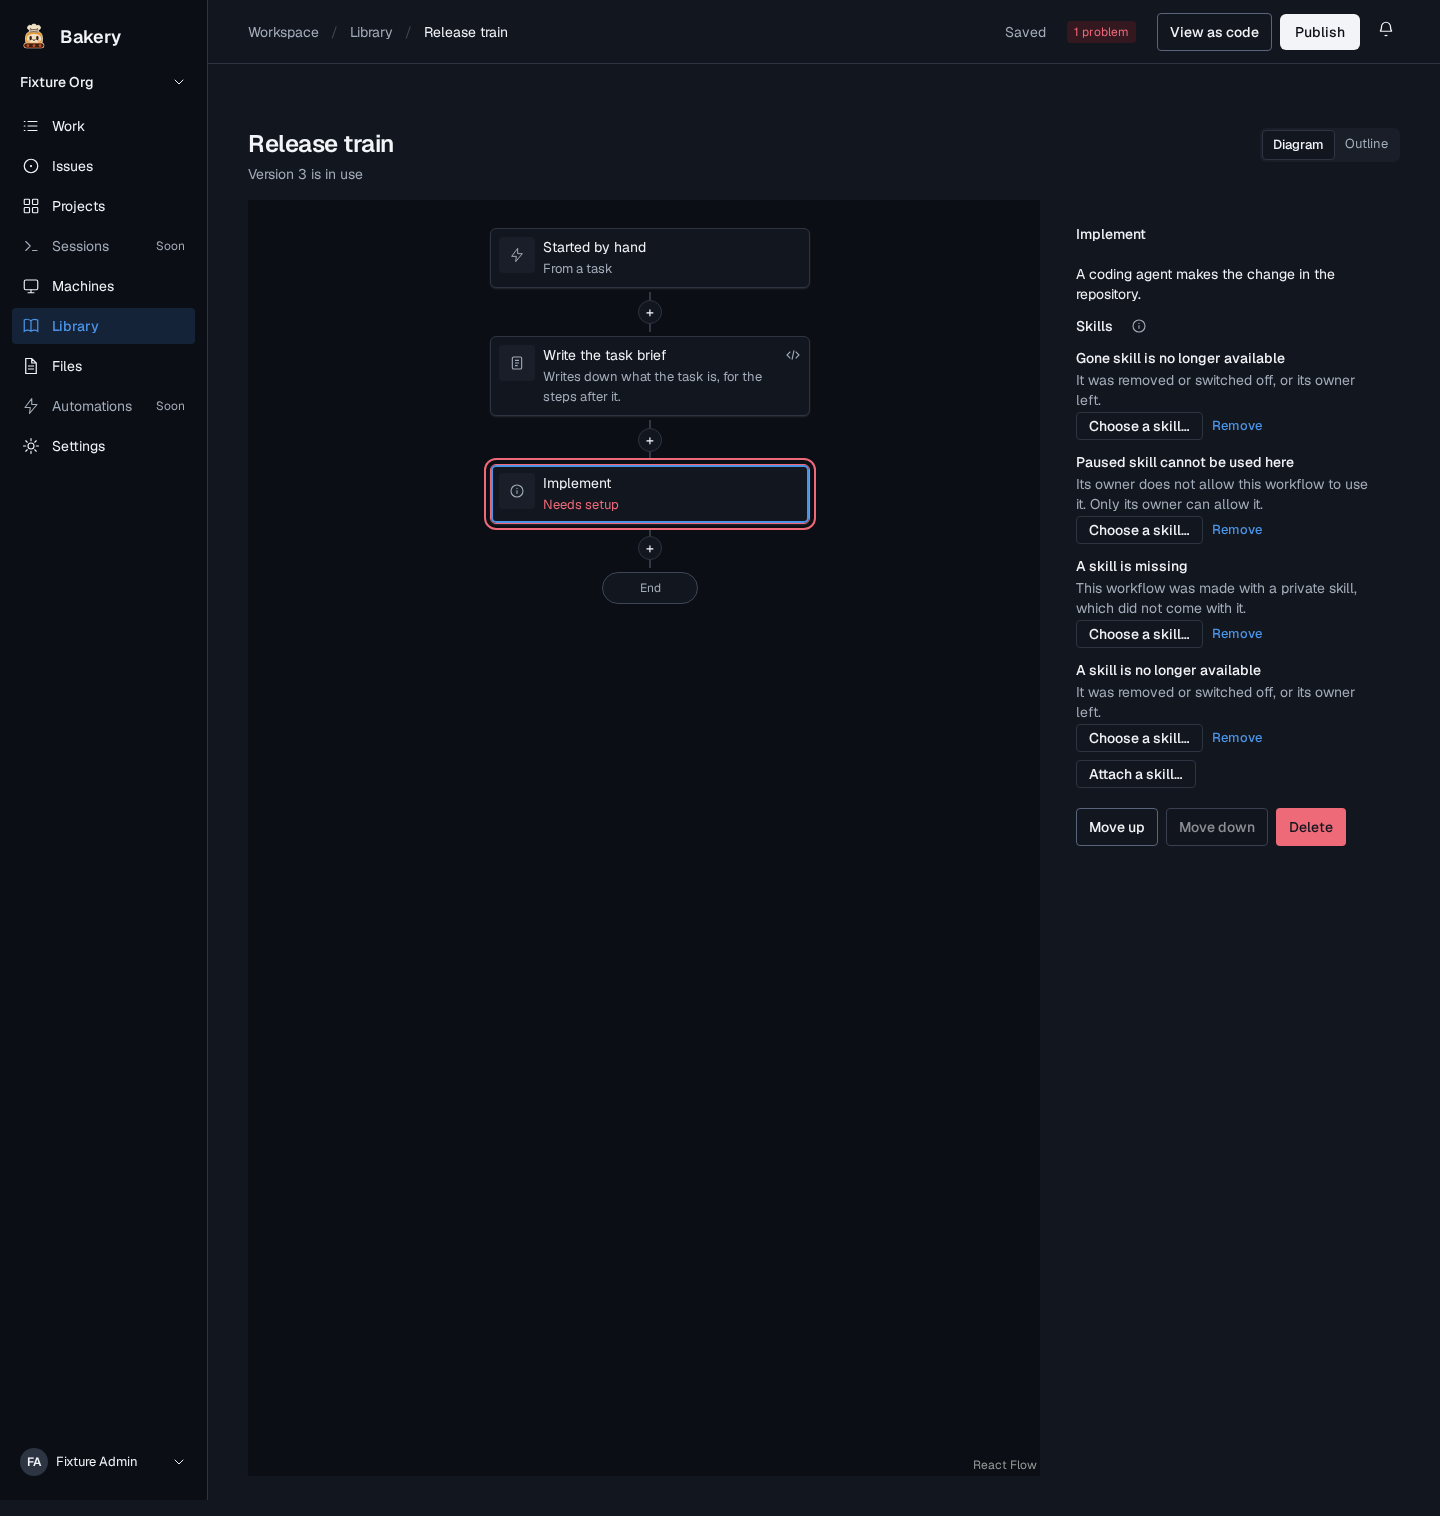 Bakery
Fixture Org
Work
Issues
Projects
Sessions Soon
Machines
Library
Files
Automations Soon
Settings
FA Fixture Admin
Workspace / Library / Release train
Saved
1 problem
View as code
Publish
Release train
Version 3 is in use
Diagram
Outline
Started by hand
From a task
+
Write the task brief
Writes down what the task is, for the
steps after it.
+
Implement
Needs setup
+
End
React Flow
Implement
A coding agent makes the change in the
repository.
Skills
Gone skill is no longer available
It was removed or switched off, or its owner
left.
Choose a skill... Remove
Paused skill cannot be used here
Its owner does not allow this workflow to use
it. Only its owner can allow it.
Choose a skill... Remove
A skill is missing
This workflow was made with a private skill,
which did not come with it.
Choose a skill... Remove
A skill is no longer available
It was removed or switched off, or its owner
left.
Choose a skill... Remove
Attach a skill...
Move up Move down Delete